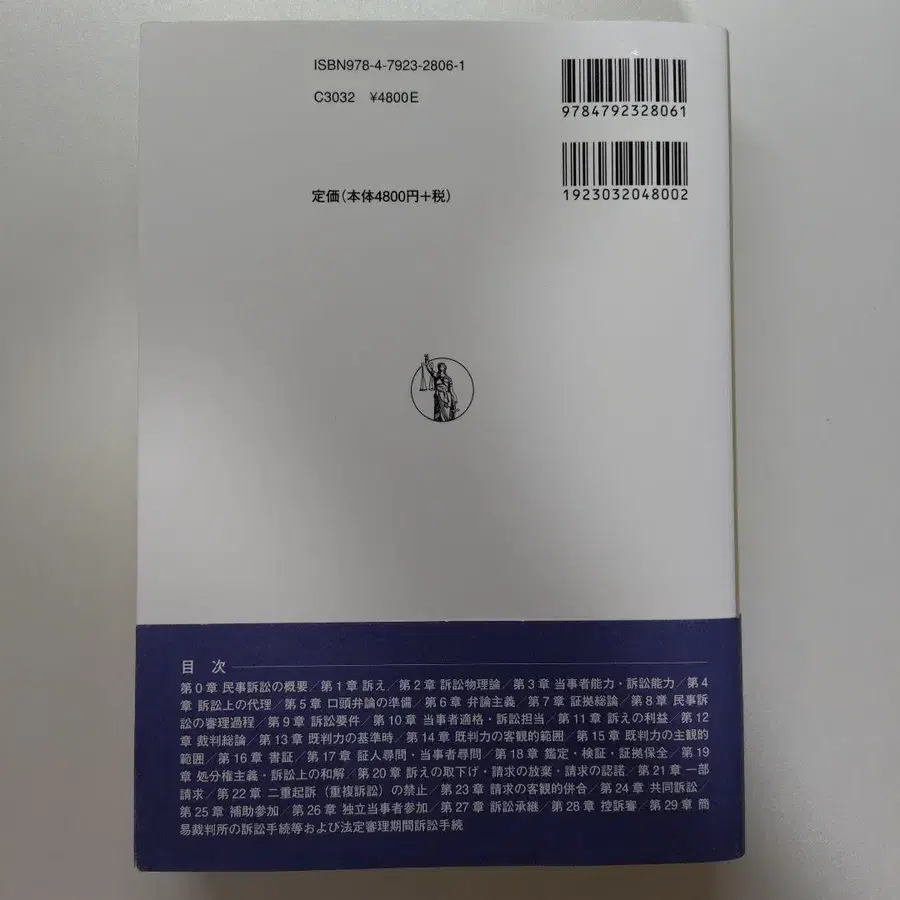 ISBN978-4-7923-2806-1
C3032 ¥4800E
定価(本体4800円+税)
9784792328061
1923032048002
目 次
第0章 民事訴訟の概要/第1章 訴え/第2章 訴訟物理論/第3章 当事者能力・訴訟能力/第4
章 訴訟上の代理/第5章 口頭弁論の準備/第6章 弁論主義/第7章 証拠総論/第8章 民事訴
訟の審理過程/第9章 訴訟要件/第10章 当事者適格・訴訟担当/第11章 訴えの利益/第12
章 裁判総論/第13章 既判力の基準時/第14章 既判力の客観的範囲/第15章 既判力の主観的
範囲/第16章 書証/第17章 証人尋問・当事者尋問/第18章 鑑定・検証・証拠保全/第19
章 処分権主義・訴訟上の和解/第20章 訴えの取下げ・請求の放棄・請求の認諾/第21章 一部
請求/第22章 二重起訴(重複訴訟)の禁止/第23章 請求の客観的併合/第24章 共同訴訟/
第25章 補助参加/第26章 独立当事者参加/第27章 訴訟承継/第28章 控訴審/第29章 簡
易裁判所の訴訟手続等および法定審理期間訴訟手続